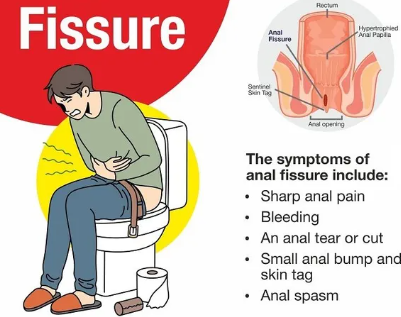 Fissure
Rectum
Anal
Fissure
Hypertrophied
Anal Papilla
Sentinel
Skin Tag
Anal opening
The symptoms of
anal fissure include:
• Sharp anal pain
• Bleeding
• An anal tear or cut
• Small anal bump and
skin tag
• Anal spasm